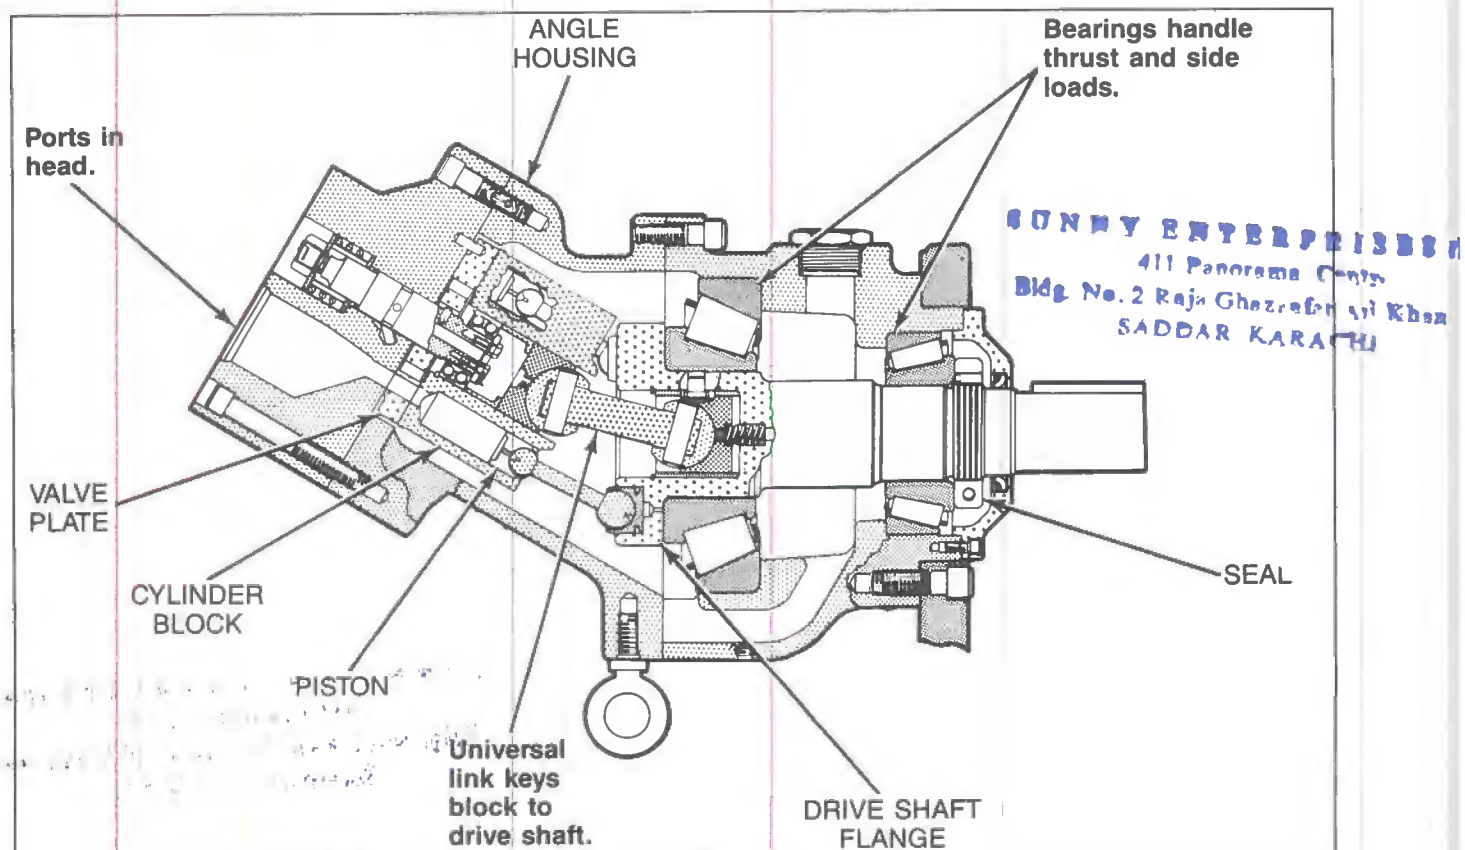 ANGLE
HOUSING
Bearings handle
thrust and side
loads.
Ports in
head.
SUNNY ENTERPRISES
411 Panorama Centre
Bldg. No. 2 Raja Ghazanfar Ali Khan
SADDAR KARACHI
VALVE
PLATE
CYLINDER
BLOCK
PISTON
SEAL
Universal
link keys
block to
drive shaft.
DRIVE SHAFT
FLANGE